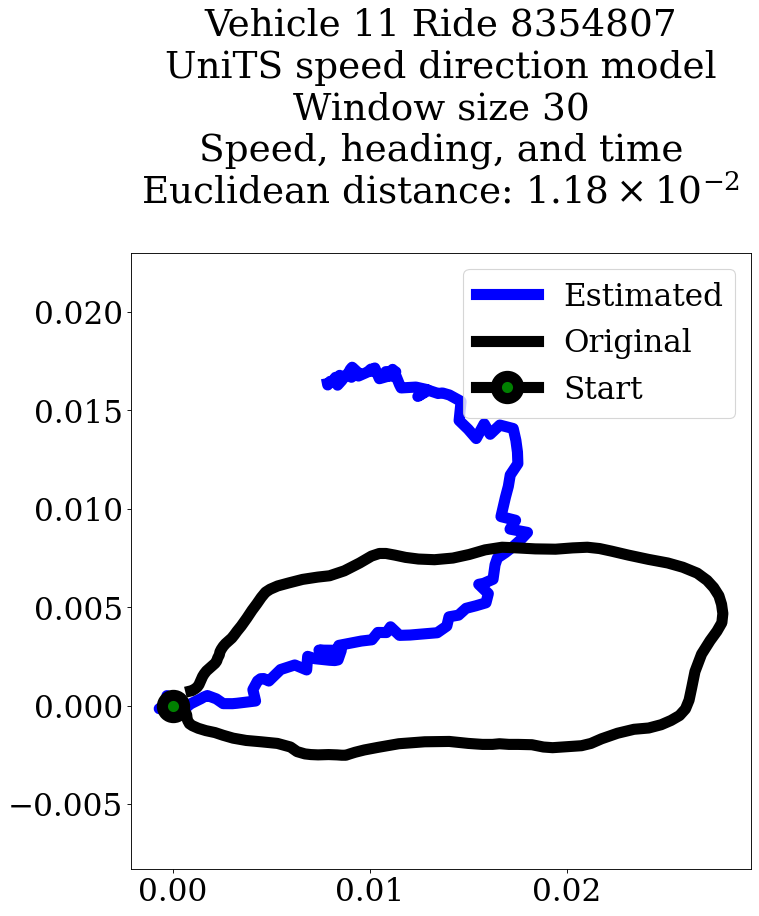 Vehicle 11 Ride 8354807
UniTS speed direction model
Window size 30
Speed, heading, and time
Euclidean distance: 1.18 × 10⁻²
Estimated
Original
Start
0.020
0.015
0.010
0.005
0.000
−0.005
0.00 0.01 0.02